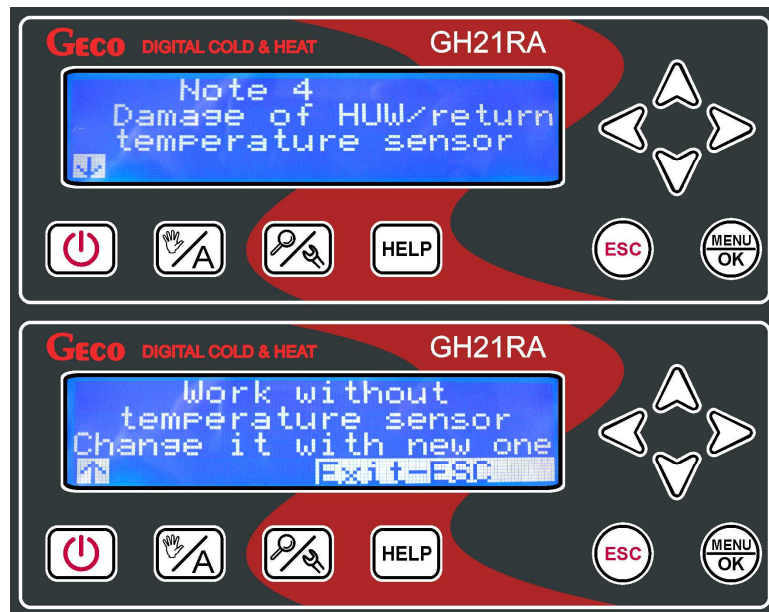 GECO DIGITAL COLD & HEAT GH21RA
Note 4
Damage of HUW/return
temperature sensor
A
HELP
ESC
MENU
OK
GECO DIGITAL COLD & HEAT GH21RA
Work without
temperature sensor
Change it with new one
Exit-ESC
A
HELP
ESC
MENU
OK